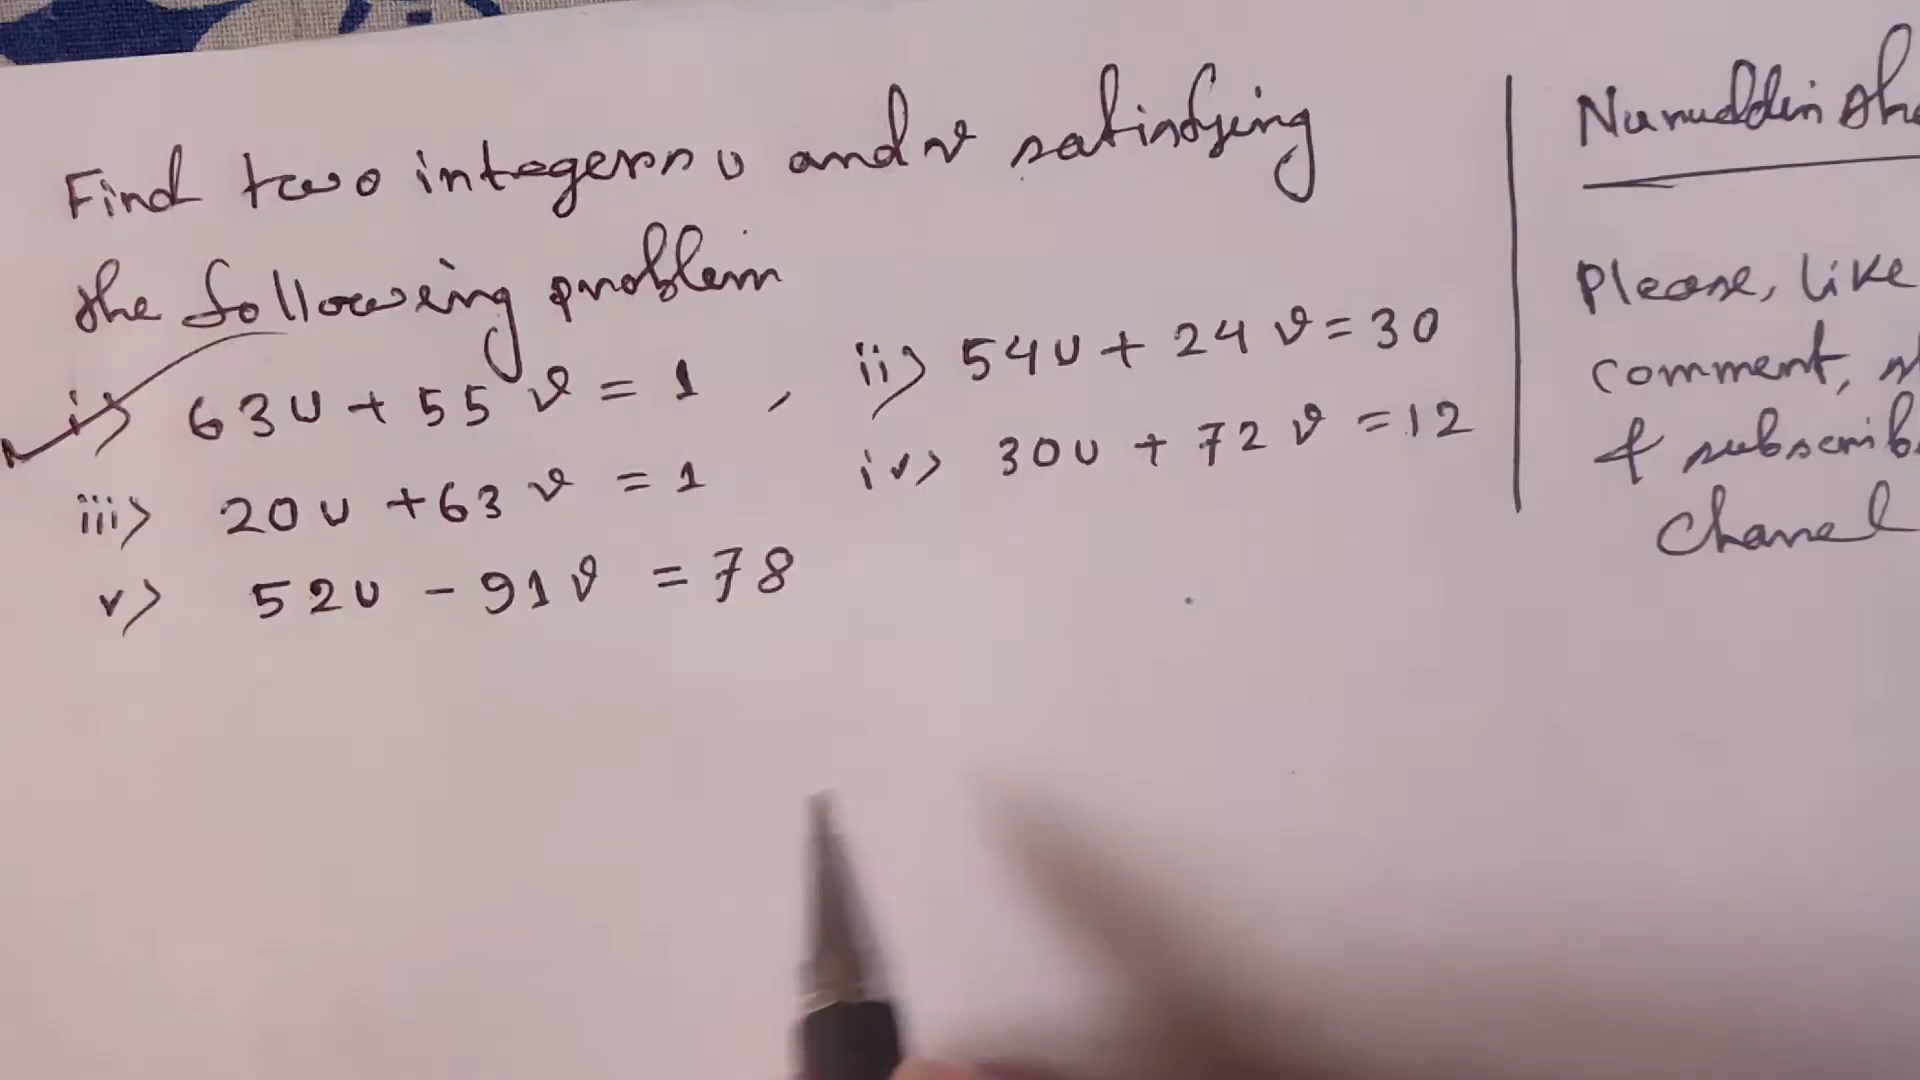 Find two integers u and v satisfying
the following problem
i) 63u + 55v = 1 , ii) 54u + 24v = 30
iii) 20u + 63v = 1 iv) 30u + 72v = 12
v) 52u - 91v = 78
Nuruddin
Please, like
comment,
& subscrib
Chanel